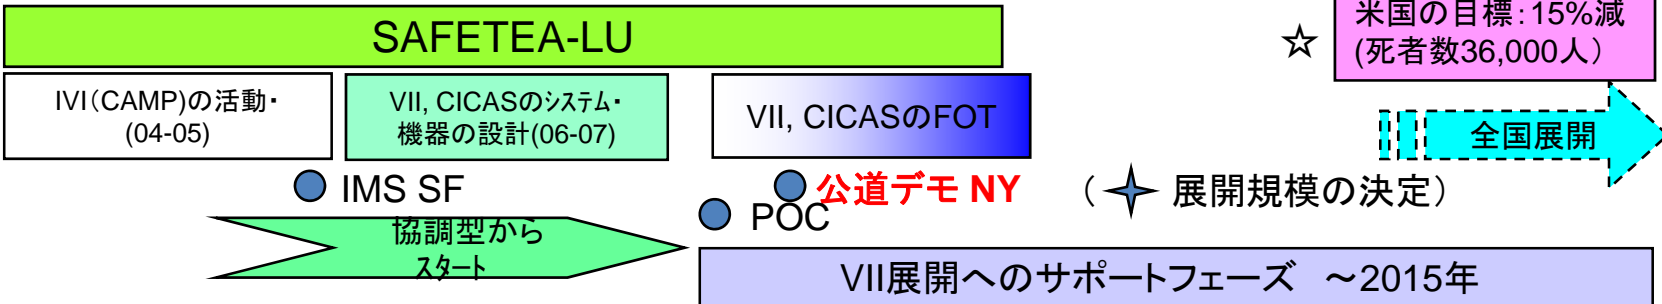 米国の目標：15%減
(死者数36,000人）
☆
SAFETEA-LU
IVI（CAMP)の活動・
(04-05)
VII, CICASのシステム・
機器の設計(06-07)
VII, CICASのFOT
全国展開
IMS SF
公道デモ NY
（ 展開規模の決定）
POC
協調型から
スタート
VII展開へのサポートフェーズ ～2015年